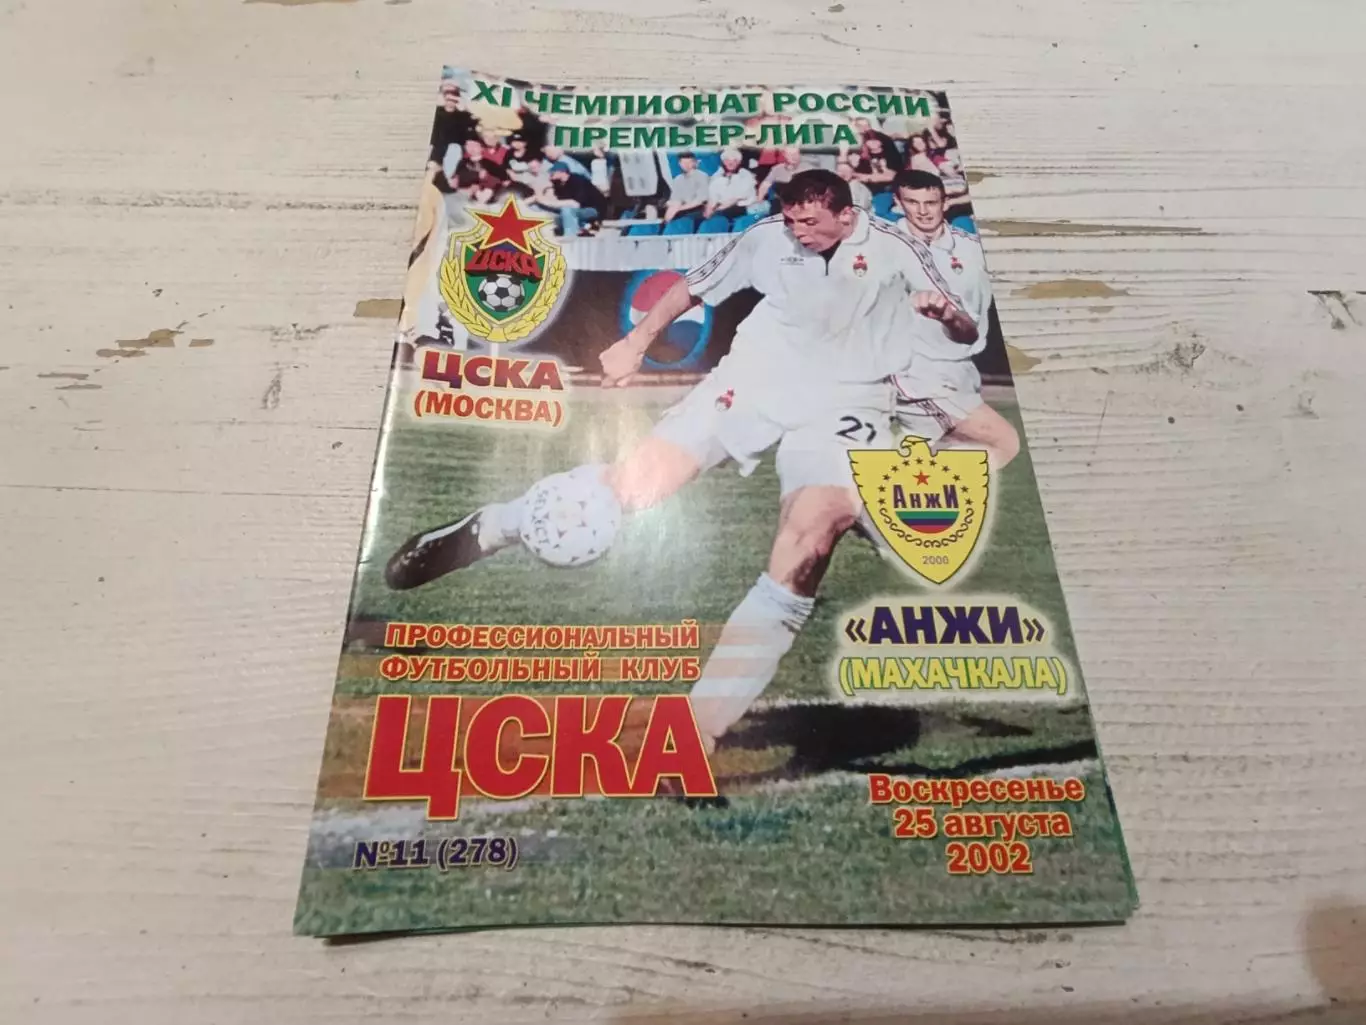 XI ЧЕМПИОНАТ РОССИИ
ПРЕМЬЕР-ЛИГА
ЦСКА
ЦСКА
(МОСКВА)
SELECT
АНЖИ
2000
«АНЖИ»
(МАХАЧКАЛА)
ПРОФЕССИОНАЛЬНЫЙ
ФУТБОЛЬНЫЙ КЛУБ
ЦСКА
№11 (278)
Воскресенье
25 августа
2002